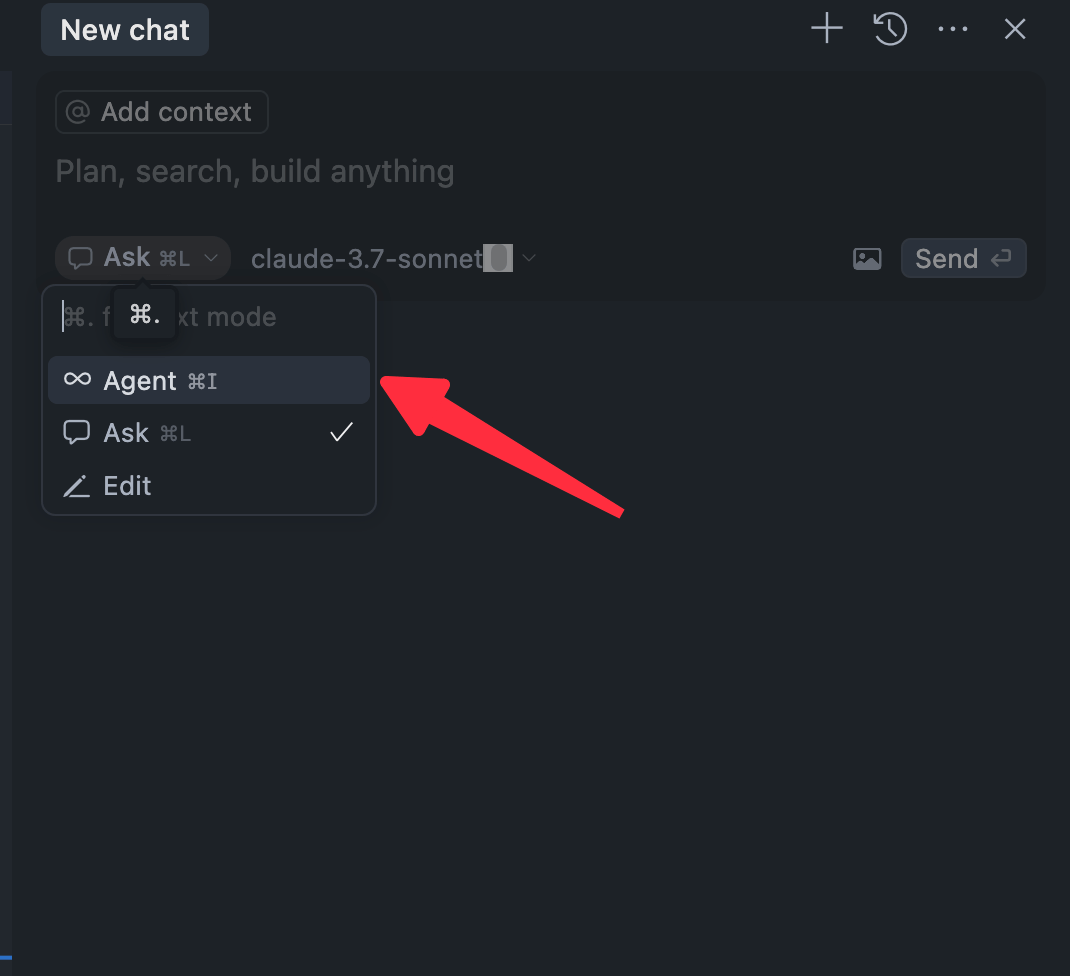 New chat
@ Add context
Plan, search, build anything
Ask ⌘L
claude-3.7-sonnet
Send
⌘. f xt mode
⌘.
Agent ⌘I
Ask ⌘L
Edit